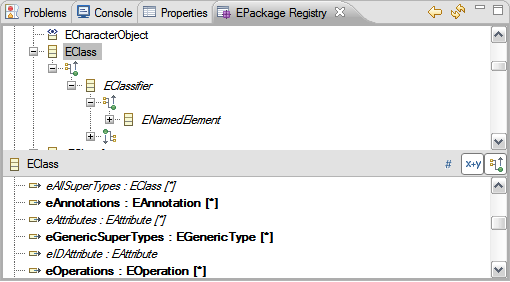 Problems Console Properties EPackage Registry
ECharacterObject
EClass
EClassifier
ENamedElement
EClass # x+y
eAllSuperTypes : EClass [*]
eAnnotations : EAnnotation [*]
eAttributes : EAttribute [*]
eGenericSuperTypes : EGenericType [*]
eIDAttribute : EAttribute
eOperations : EOperation [*]